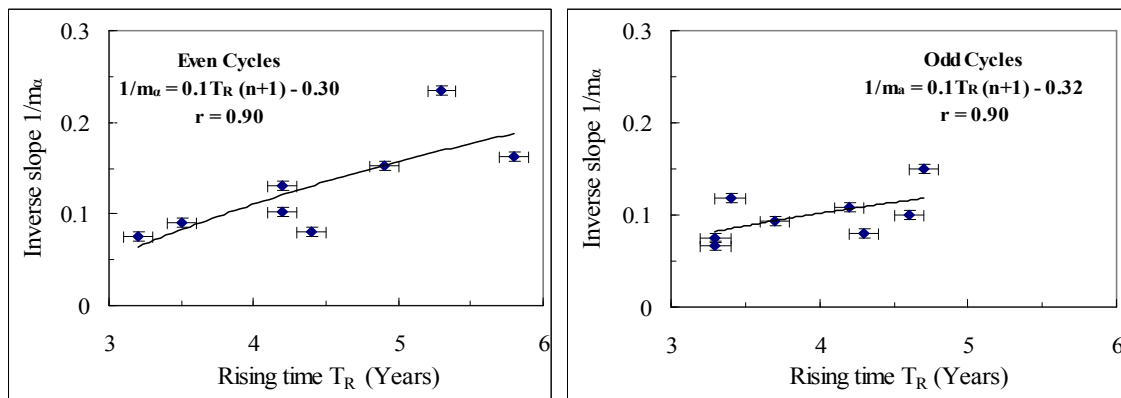 Even Cycles
1/mα = 0.1TR (n+1) - 0.30
r = 0.90
Inverse slope 1/mα
0.3
0.2
0.1
0
3 4 5 6
Rising time TR (Years)
Odd Cycles
1/ma = 0.1TR (n+1) - 0.32
r = 0.90
Inverse slope 1/mα
0.3
0.2
0.1
0
3 4 5 6
Rising time TR (Years)